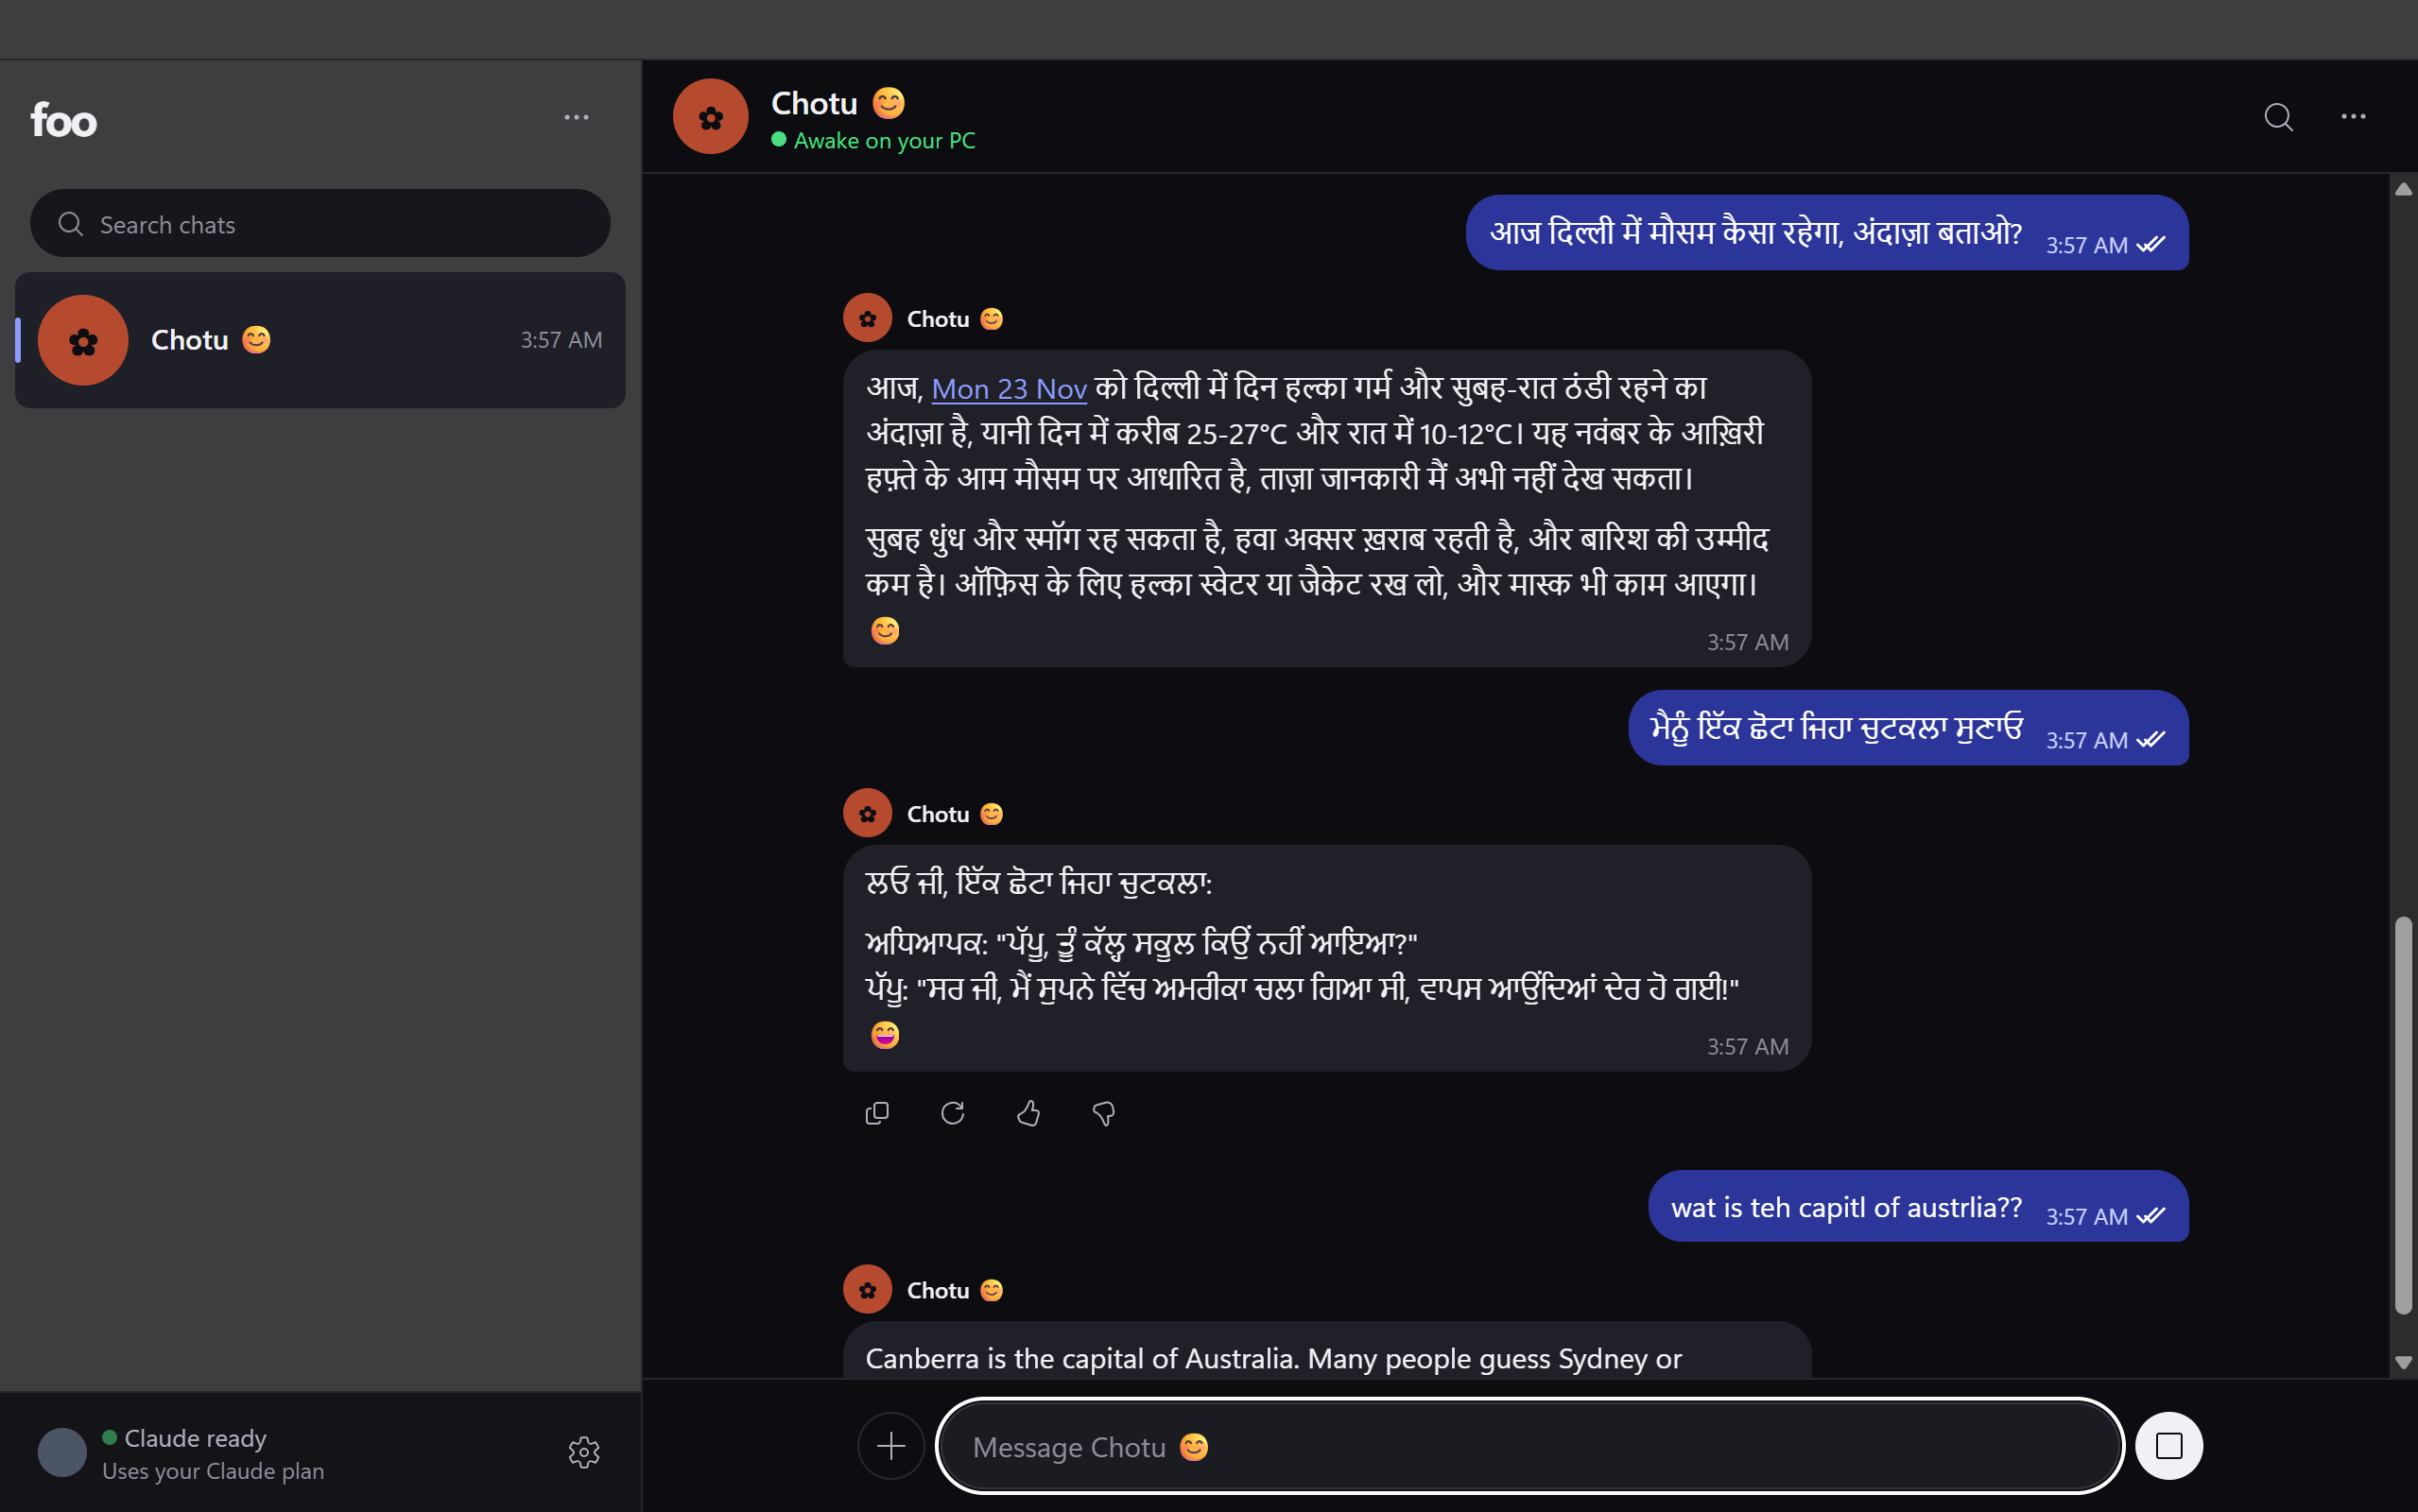 foo
Search chats
Chotu 😊
3:57 AM
Claude ready
Uses your Claude plan
Chotu 😊
Awake on your PC
आज दिल्ली में मौसम कैसा रहेगा, अंदाज़ा बताओ? 3:57 AM
Chotu 😊
आज, Mon 23 Nov को दिल्ली में दिन हल्का गर्म और सुबह-रात ठंडी रहने का
अंदाज़ा है, यानी दिन में करीब 25-27°C और रात में 10-12°C। यह नवंबर के आख़िरी
हफ़्ते के आम मौसम पर आधारित है, ताज़ा जानकारी मैं अभी नहीं देख सकता।
सुबह धुंध और स्मॉग रह सकता है, हवा अक्सर ख़राब रहती है, और बारिश की उम्मीद
कम है। ऑफ़िस के लिए हल्का स्वेटर या जैकेट रख लो, और मास्क भी काम आएगा।
😊
3:57 AM
ਮੈਨੂੰ ਇੱਕ ਛੋਟਾ ਜਿਹਾ ਚੁਟਕਲਾ ਸੁਣਾਓ 3:57 AM
Chotu 😊
ਲਓ ਜੀ, ਇੱਕ ਛੋਟਾ ਜਿਹਾ ਚੁਟਕਲਾ:
ਅਧਿਆਪਕ: "ਪੱਪੂ, ਤੂੰ ਕੱਲ੍ਹ ਸਕੂਲ ਕਿਉਂ ਨਹੀਂ ਆਇਆ?"
ਪੱਪੂ: "ਸਰ ਜੀ, ਮੈਂ ਸੁਪਨੇ ਵਿੱਚ ਅਮਰੀਕਾ ਚਲਾ ਗਿਆ ਸੀ, ਵਾਪਸ ਆਉਂਦਿਆਂ ਦੇਰ ਹੋ ਗਈ!"
😄
3:57 AM
wat is teh capitl of austrlia?? 3:57 AM
Chotu 😊
Canberra is the capital of Australia. Many people guess Sydney or
Message Chotu 😊